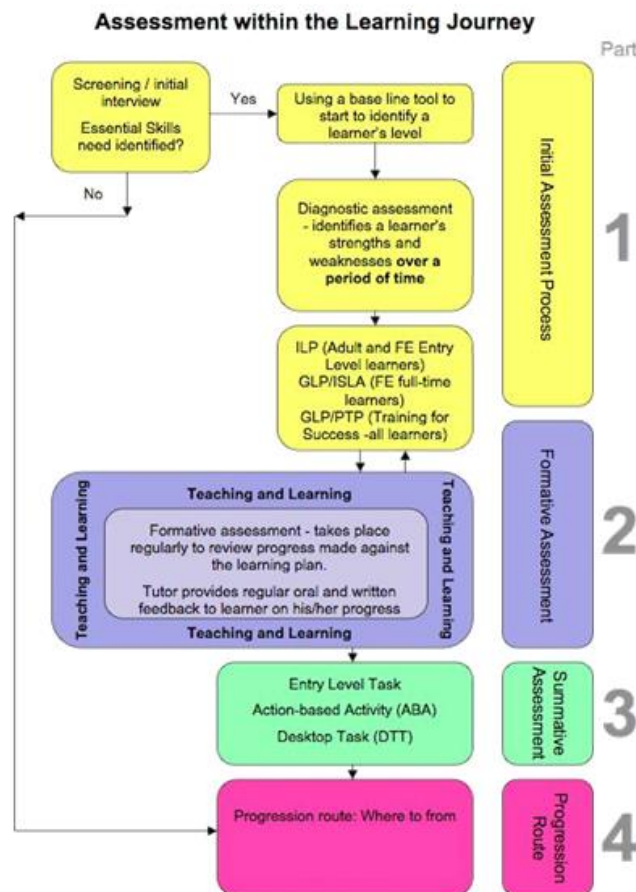 Assessment within the Learning Journey
Part
Screening / initial
interview
Essential Skills
need identified?
Yes
No
Using a base line tool to
start to identify a
learner's level
Diagnostic assessment
- identifies a learner's
strengths and
weaknesses over a
period of time
ILP (Adult and FE Entry
Level learners)
GLP/ISLA (FE full-time
learners)
GLP/PTP (Training for
Success -all learners)
Initial Assessment Process
1
Teaching and Learning
Teaching and Learning
Teaching and Learning
Formative assessment - takes place
regularly to review progress made against
the learning plan.
Tutor provides regular oral and written
feedback to learner on his/her progress
Teaching and Learning
Formative Assessment
2
Entry Level Task
Action-based Activity (ABA)
Desktop Task (DTT)
Summative
Assessment
3
Progression route: Where to from
Progression
Route
4